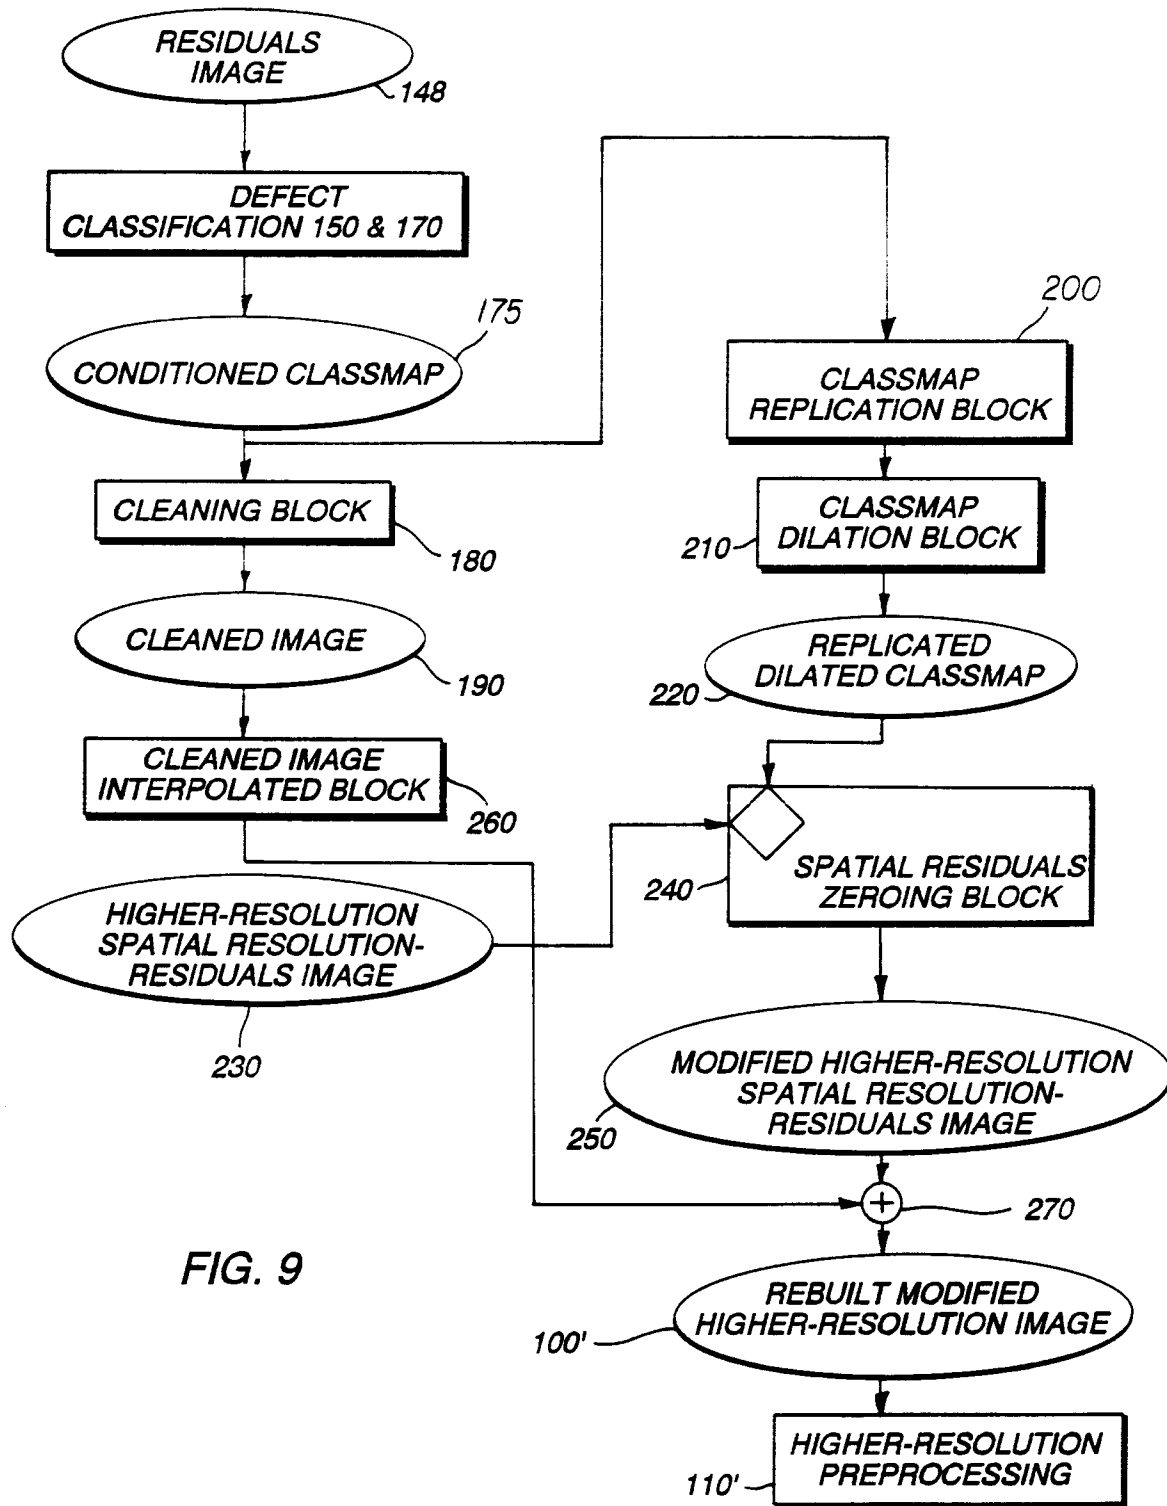 RESIDUALS
IMAGE
148
DEFECT
CLASSIFICATION 150 & 170
175
CONDITIONED CLASSMAP
200
CLASSMAP
REPLICATION BLOCK
CLEANING BLOCK
180
CLASSMAP
DILATION BLOCK
210
CLEANED IMAGE
190
REPLICATED
DILATED CLASSMAP
220
CLEANED IMAGE
INTERPOLATED BLOCK
260
SPATIAL RESIDUALS
ZEROING BLOCK
240
HIGHER-RESOLUTION
SPATIAL RESOLUTION-
RESIDUALS IMAGE
230
MODIFIED HIGHER-RESOLUTION
SPATIAL RESOLUTION-
RESIDUALS IMAGE
250
+
270
FIG. 9
REBUILT MODIFIED
HIGHER-RESOLUTION IMAGE
100'
HIGHER-RESOLUTION
PREPROCESSING
110'